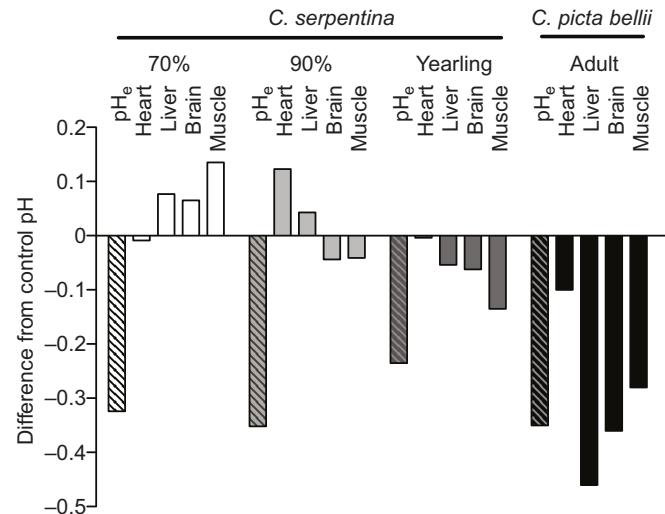 C. serpentina C. picta bellii
70% 90% Yearling Adult
pHe Heart Liver Brain Muscle pHe Heart Liver Brain Muscle pHe Heart Liver Brain Muscle pHe Heart Liver Brain Muscle
Difference from control pH
0.2
0.1
0
–0.1
–0.2
–0.3
–0.4
–0.5